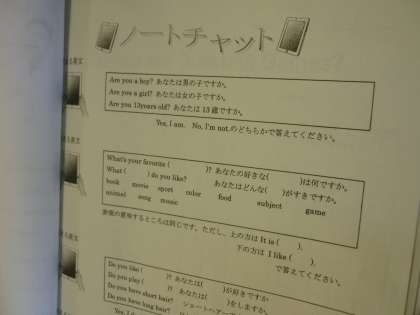 ノートチャット
Are you a boy? あなたは男の子ですか。
Are you a girl? あなたは女の子ですか。
Are you 13years old? あなたは 13 歳ですか。
Yes, I am. No, I'm not.のどちらかで答えてください。
What's your favorite ( )? あなたの好きな( )は何ですか。
What ( ) do you like? あなたはどんな( )がすきですか。
book movie sport color food subject game
animal song music
意味するところは同じです。ただし、上の方は It is ( ).
下の方は I like ( ).
で答えてください。
Do you like ( )? あなたは( )が好きですか
Do you play ( )? あなたは( )をしますか。
Do you have short hair? ショートヘアー
Do you have long hair?